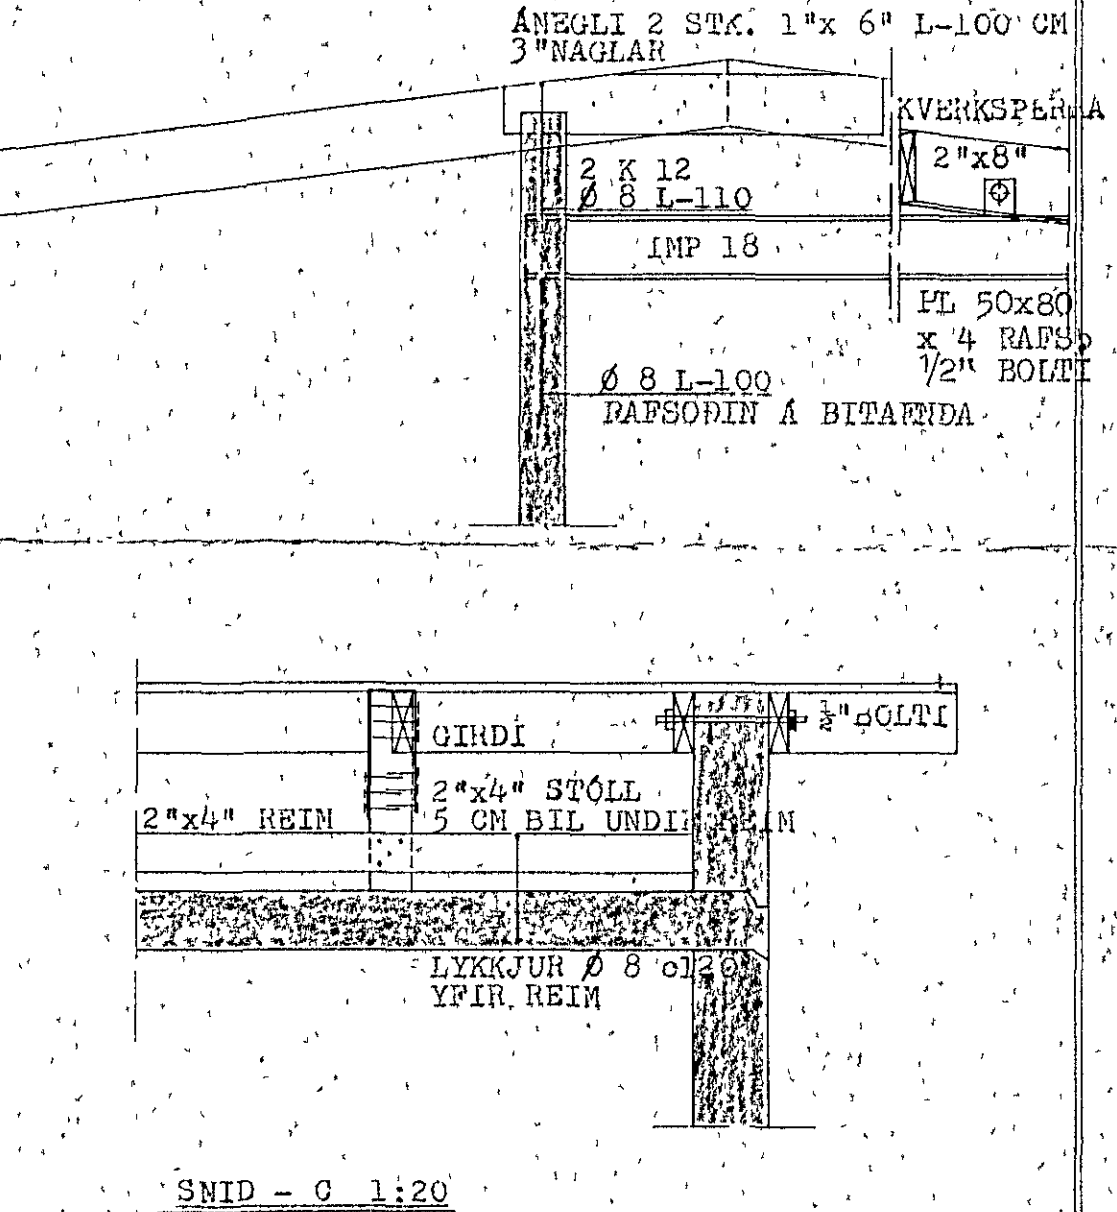 ÁNEGLI 2 STK. 1"x 6" L-100 CM
3"NAGLAR
KVERKSPERRA
2"x8"
2 K 12
Ø 8 L-110
IMP 18
PL 50x80
x 4 RAFS.
1/2" BOLTI
Ø 8 L-100
RAFSOÐIN Á BITAENDA
½"BOLTI
GIRÐI
2"x4" STÓLL
2"x4" REIM
5 CM BIL UNDIR REIM
LYKKJUR Ø 8 c120
YFIR REIM
SNIÐ - C 1:20